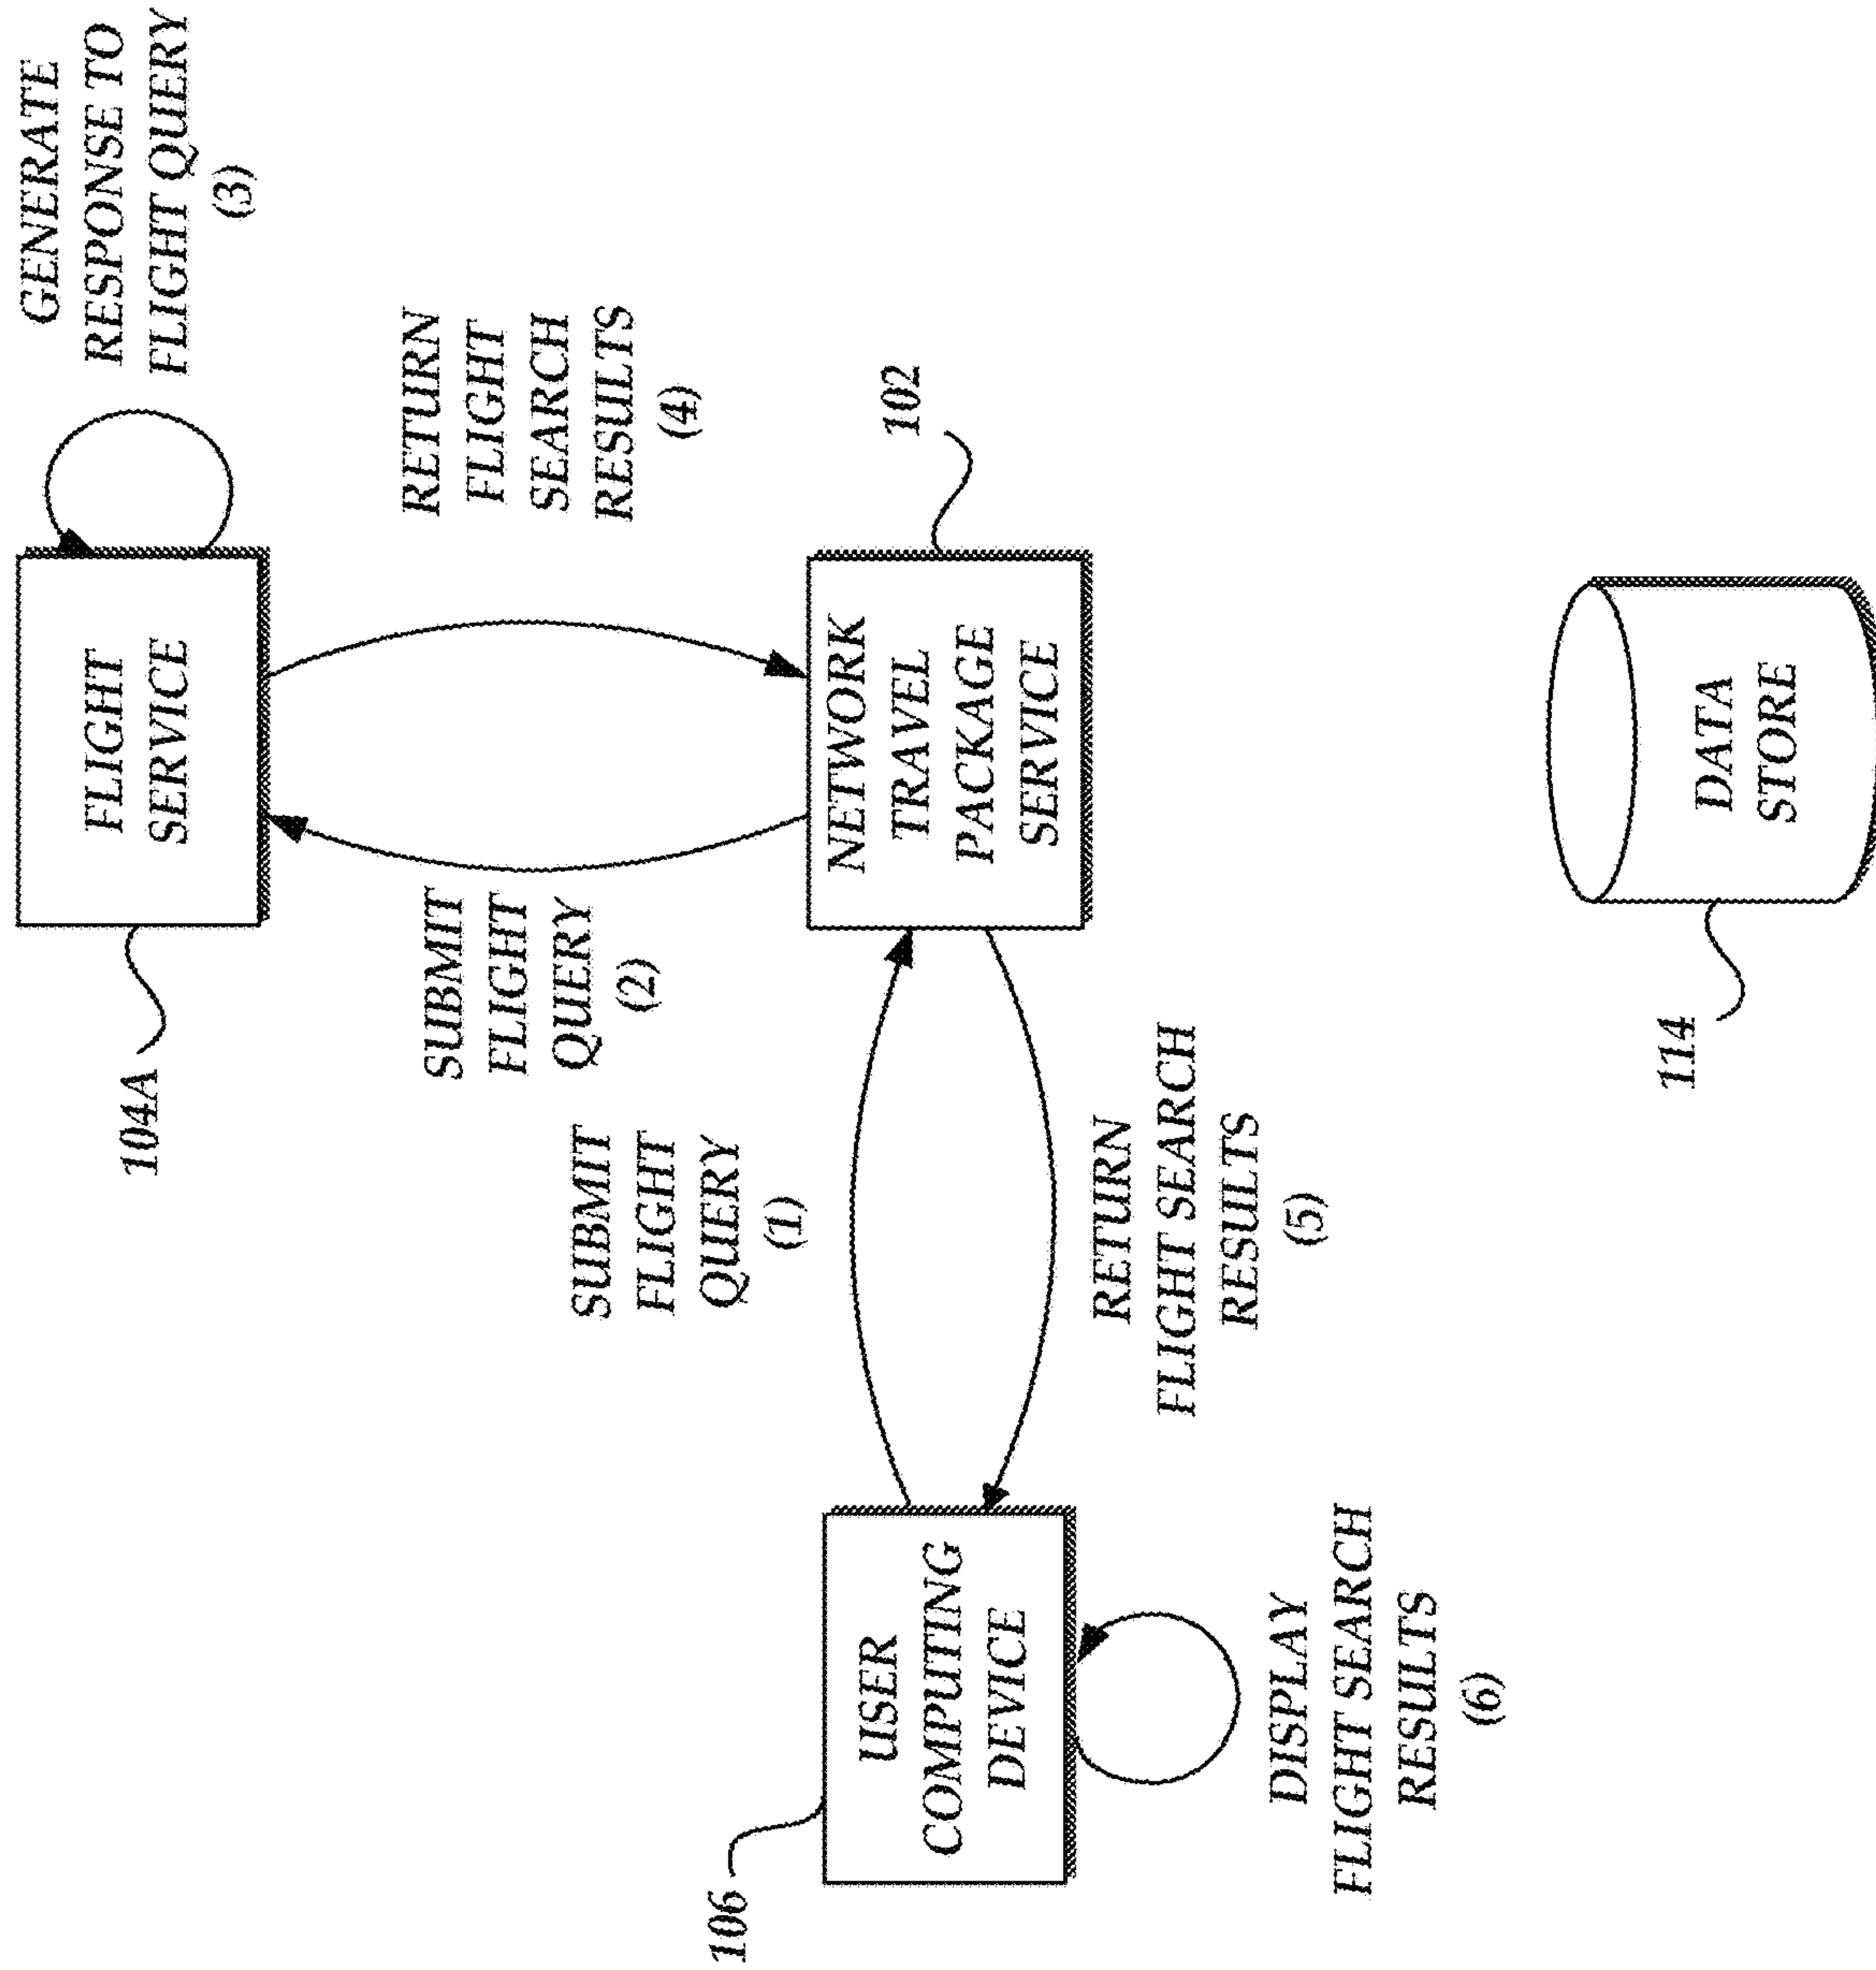 GENERATE
RESPONSE TO
FLIGHT QUERY
(3)
104A
FLIGHT
SERVICE
SUBMIT
FLIGHT
QUERY
(2)
RETURN
FLIGHT
SEARCH
RESULTS
(4)
SUBMIT
FLIGHT
QUERY
(1)
106
USER
COMPUTING
DEVICE
NETWORK
TRAVEL
PACKAGE
SERVICE
102
RETURN
FLIGHT SEARCH
RESULTS
(5)
DISPLAY
FLIGHT SEARCH
RESULTS
(6)
114
DATA
STORE